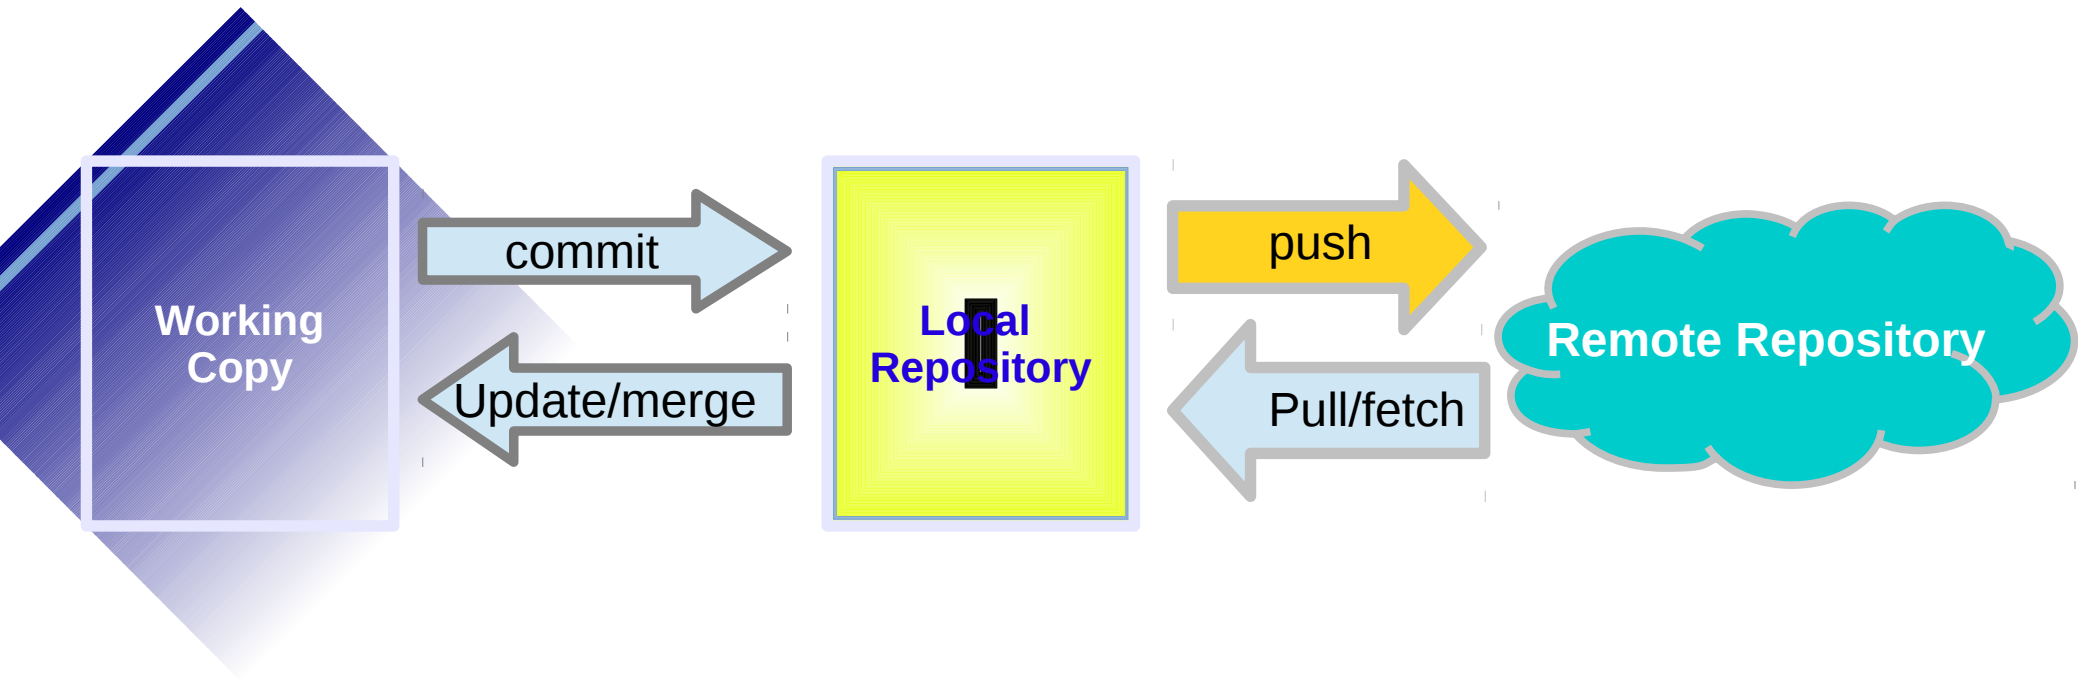 Working
Copy
commit
Update/merge
Local
Repository
push
Pull/fetch
Remote Repository